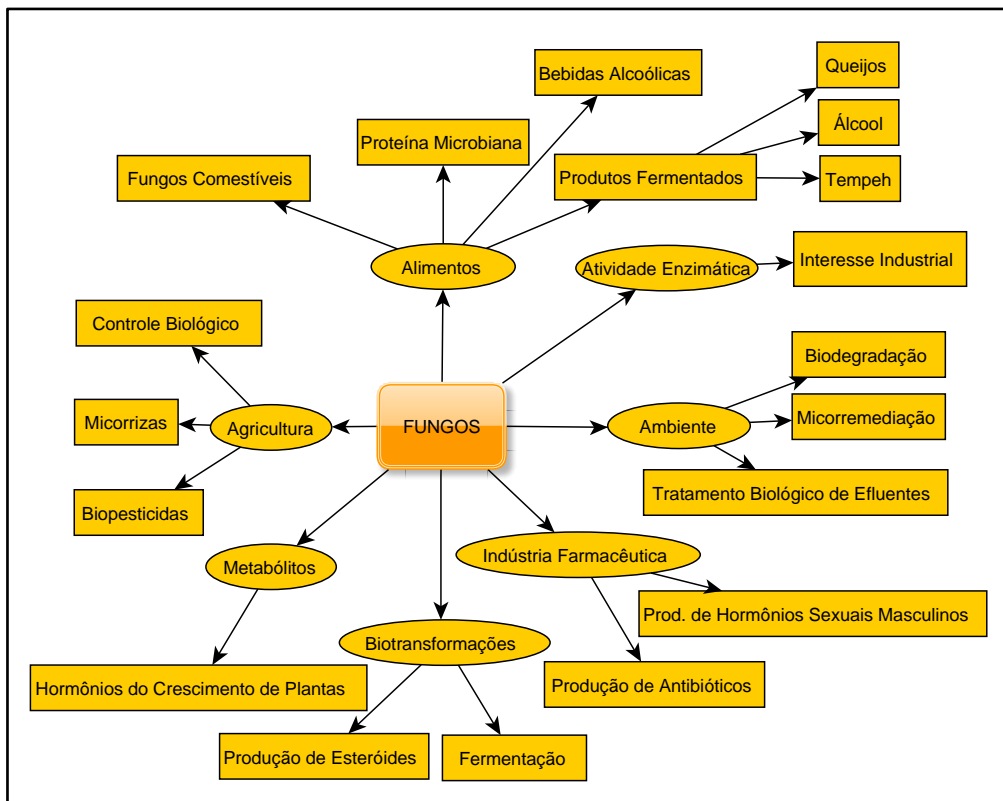 Queijos
Bebidas Alcoólicas
Álcool
Proteína Microbiana
Fungos Comestíveis
Produtos Fermentados
Tempeh
Alimentos
Atividade Enzimática
Interesse Industrial
Controle Biológico
Biodegradação
Micorrizas
Agricultura
FUNGOS
Ambiente
Micorremediação
Biopesticidas
Tratamento Biológico de Efluentes
Metabólitos
Indústria Farmacêutica
Prod. de Hormônios Sexuais Masculinos
Biotransformações
Hormônios do Crescimento de Plantas
Produção de Antibióticos
Produção de Esteróides
Fermentação